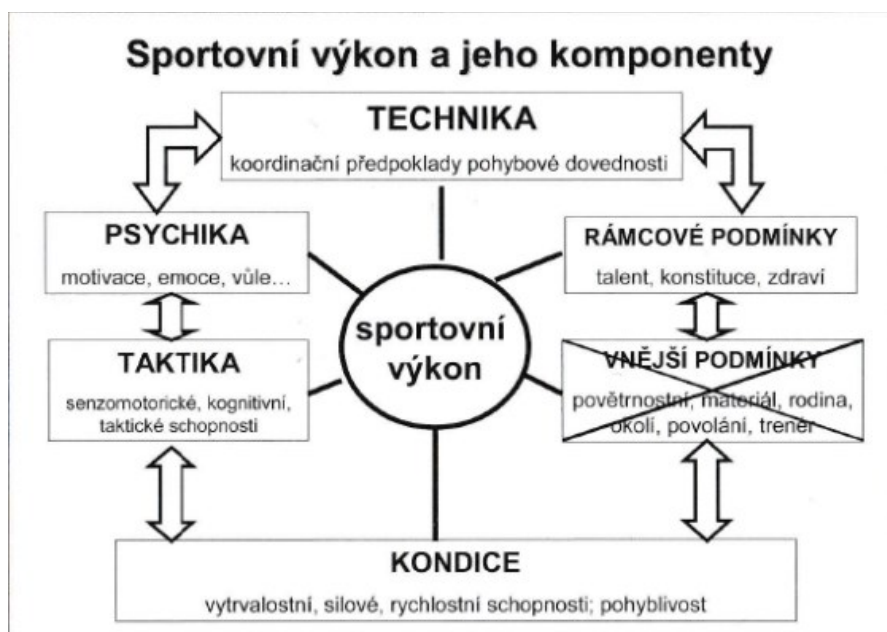 Sportovní výkon a jeho komponenty
TECHNIKA
koordinační předpoklady pohybové dovednosti
PSYCHIKA
motivace, emoce, vůle...
RÁMCOVÉ PODMÍNKY
talent, konstituce, zdraví
sportovní
výkon
TAKTIKA
senzomotorické, kognitivní,
taktické schopnosti
VNĚJŠÍ PODMÍNKY
povětrnostní, materiál, rodina,
okolí, povolání, trenér
KONDICE
vytrvalostní, silové, rychlostní schopnosti; pohyblivost